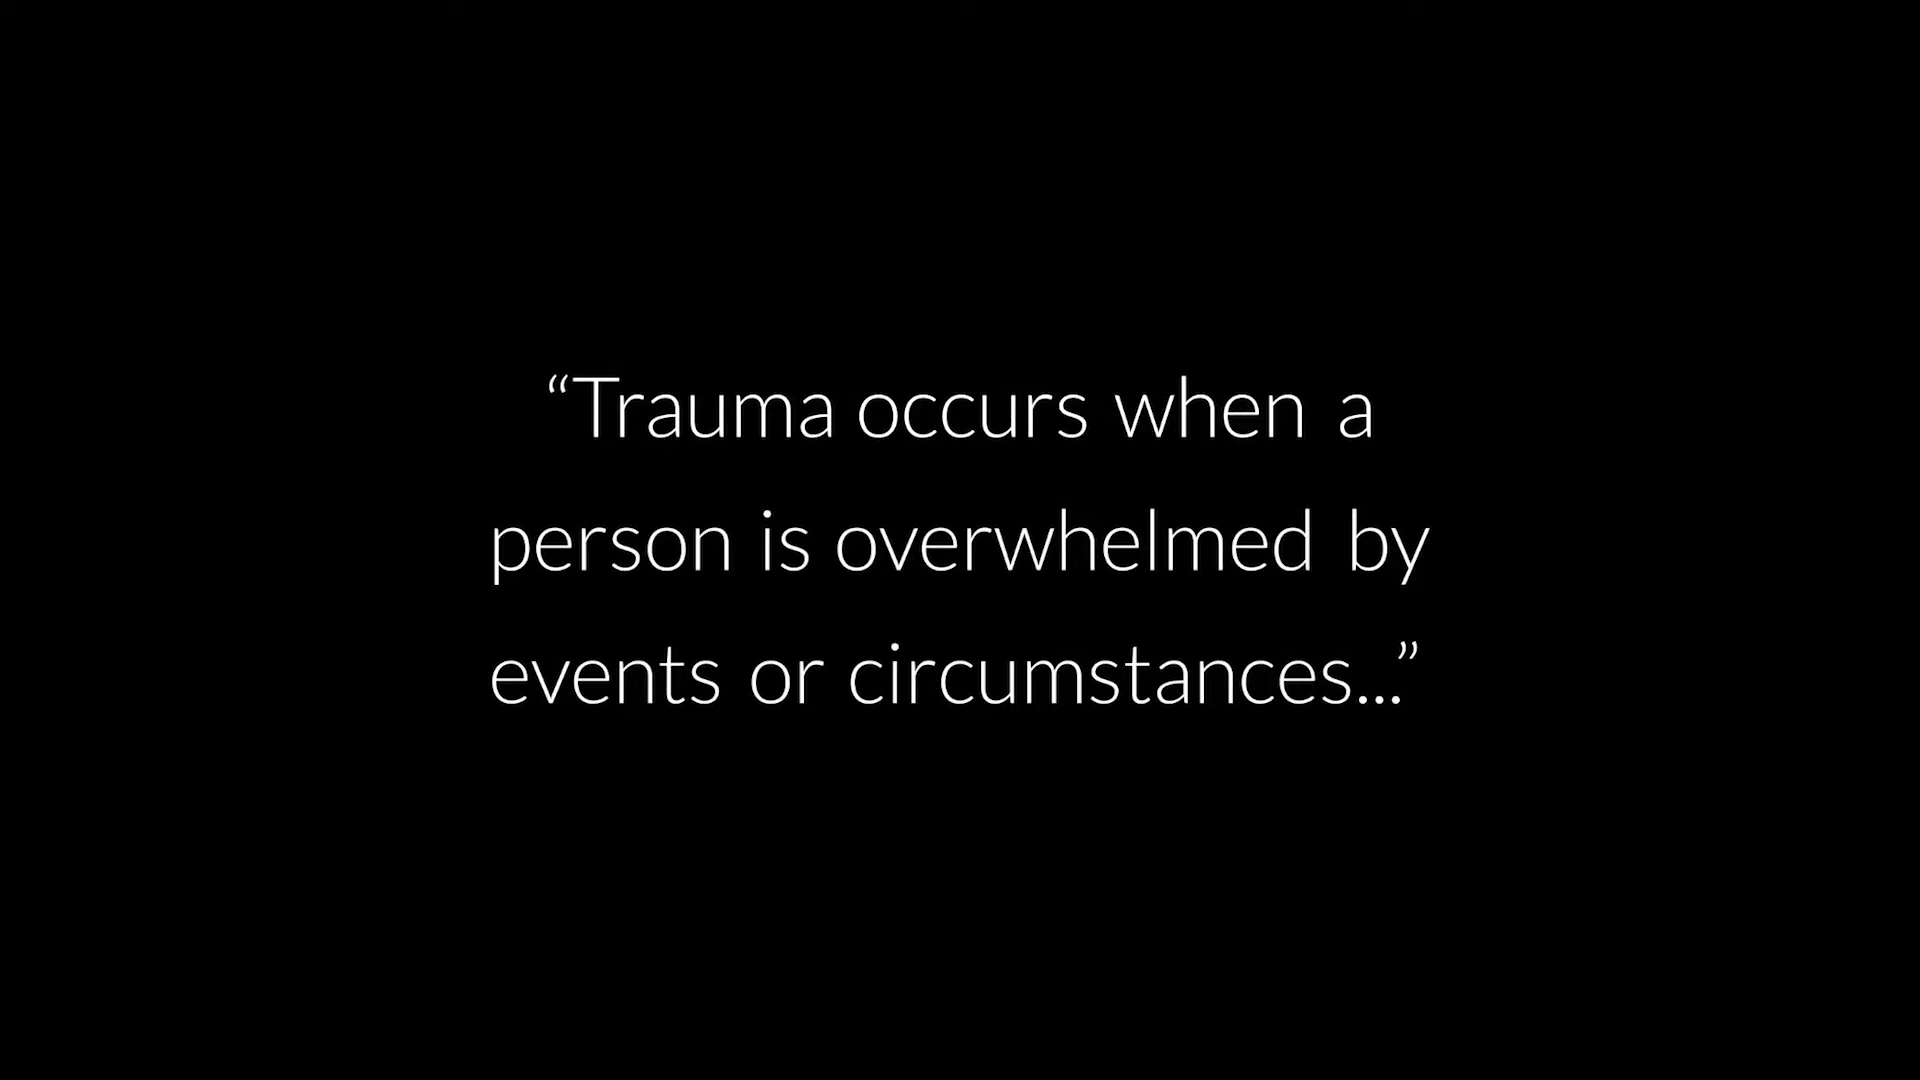 “Trauma occurs when a
person is overwhelmed by
events or circumstances...”